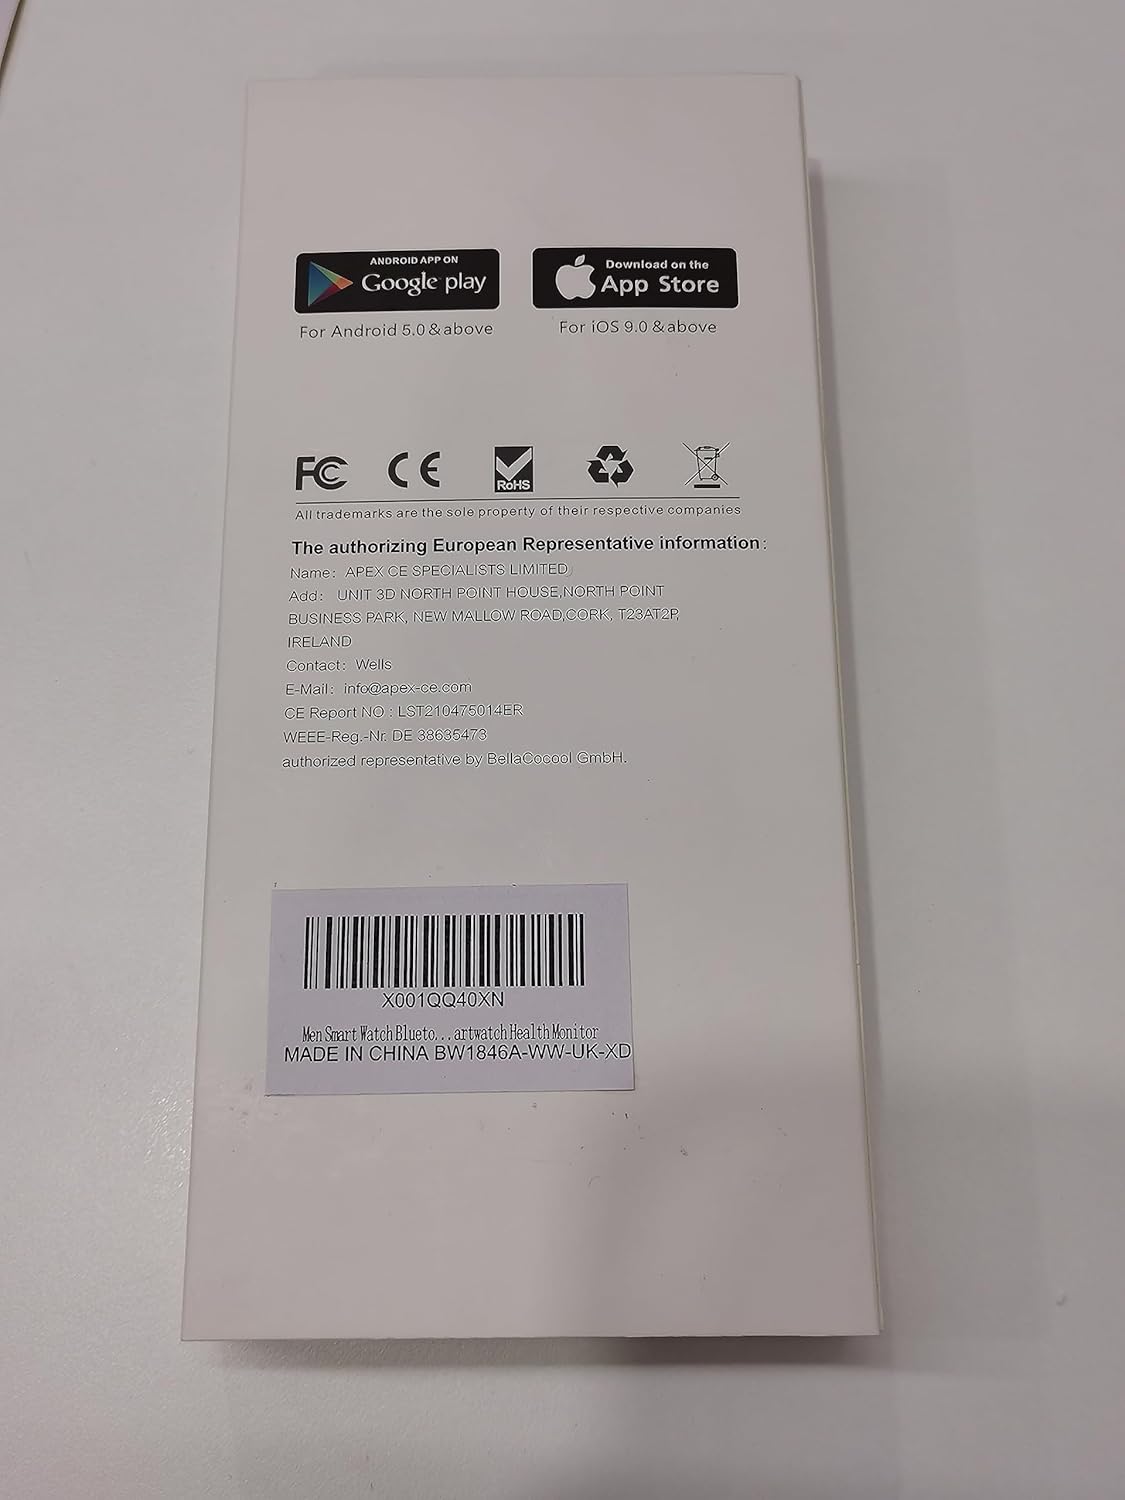 ANDROID APP ON
Google play
Download on the
App Store
For Android 5.0 & above
For iOS 9.0 & above
FC CE RoHS
All trademarks are the sole property of their respective companies
The authorizing European Representative information:
Name: APEX CE SPECIALISTS LIMITED
Add: UNIT 3D NORTH POINT HOUSE,NORTH POINT
BUSINESS PARK, NEW MALLOW ROAD,CORK, T23AT2P,
IRELAND
Contact: Wells
E-Mail: info@apex-ce.com
CE Report NO : LST210475014ER
WEEE-Reg.-Nr. DE 38635473
authorized representative by BellaCocool GmbH.
X001QQ40XN
Men Smart Watch Blueto...artwatch Health Monitor
MADE IN CHINA BW1846A-WW-UK-XD